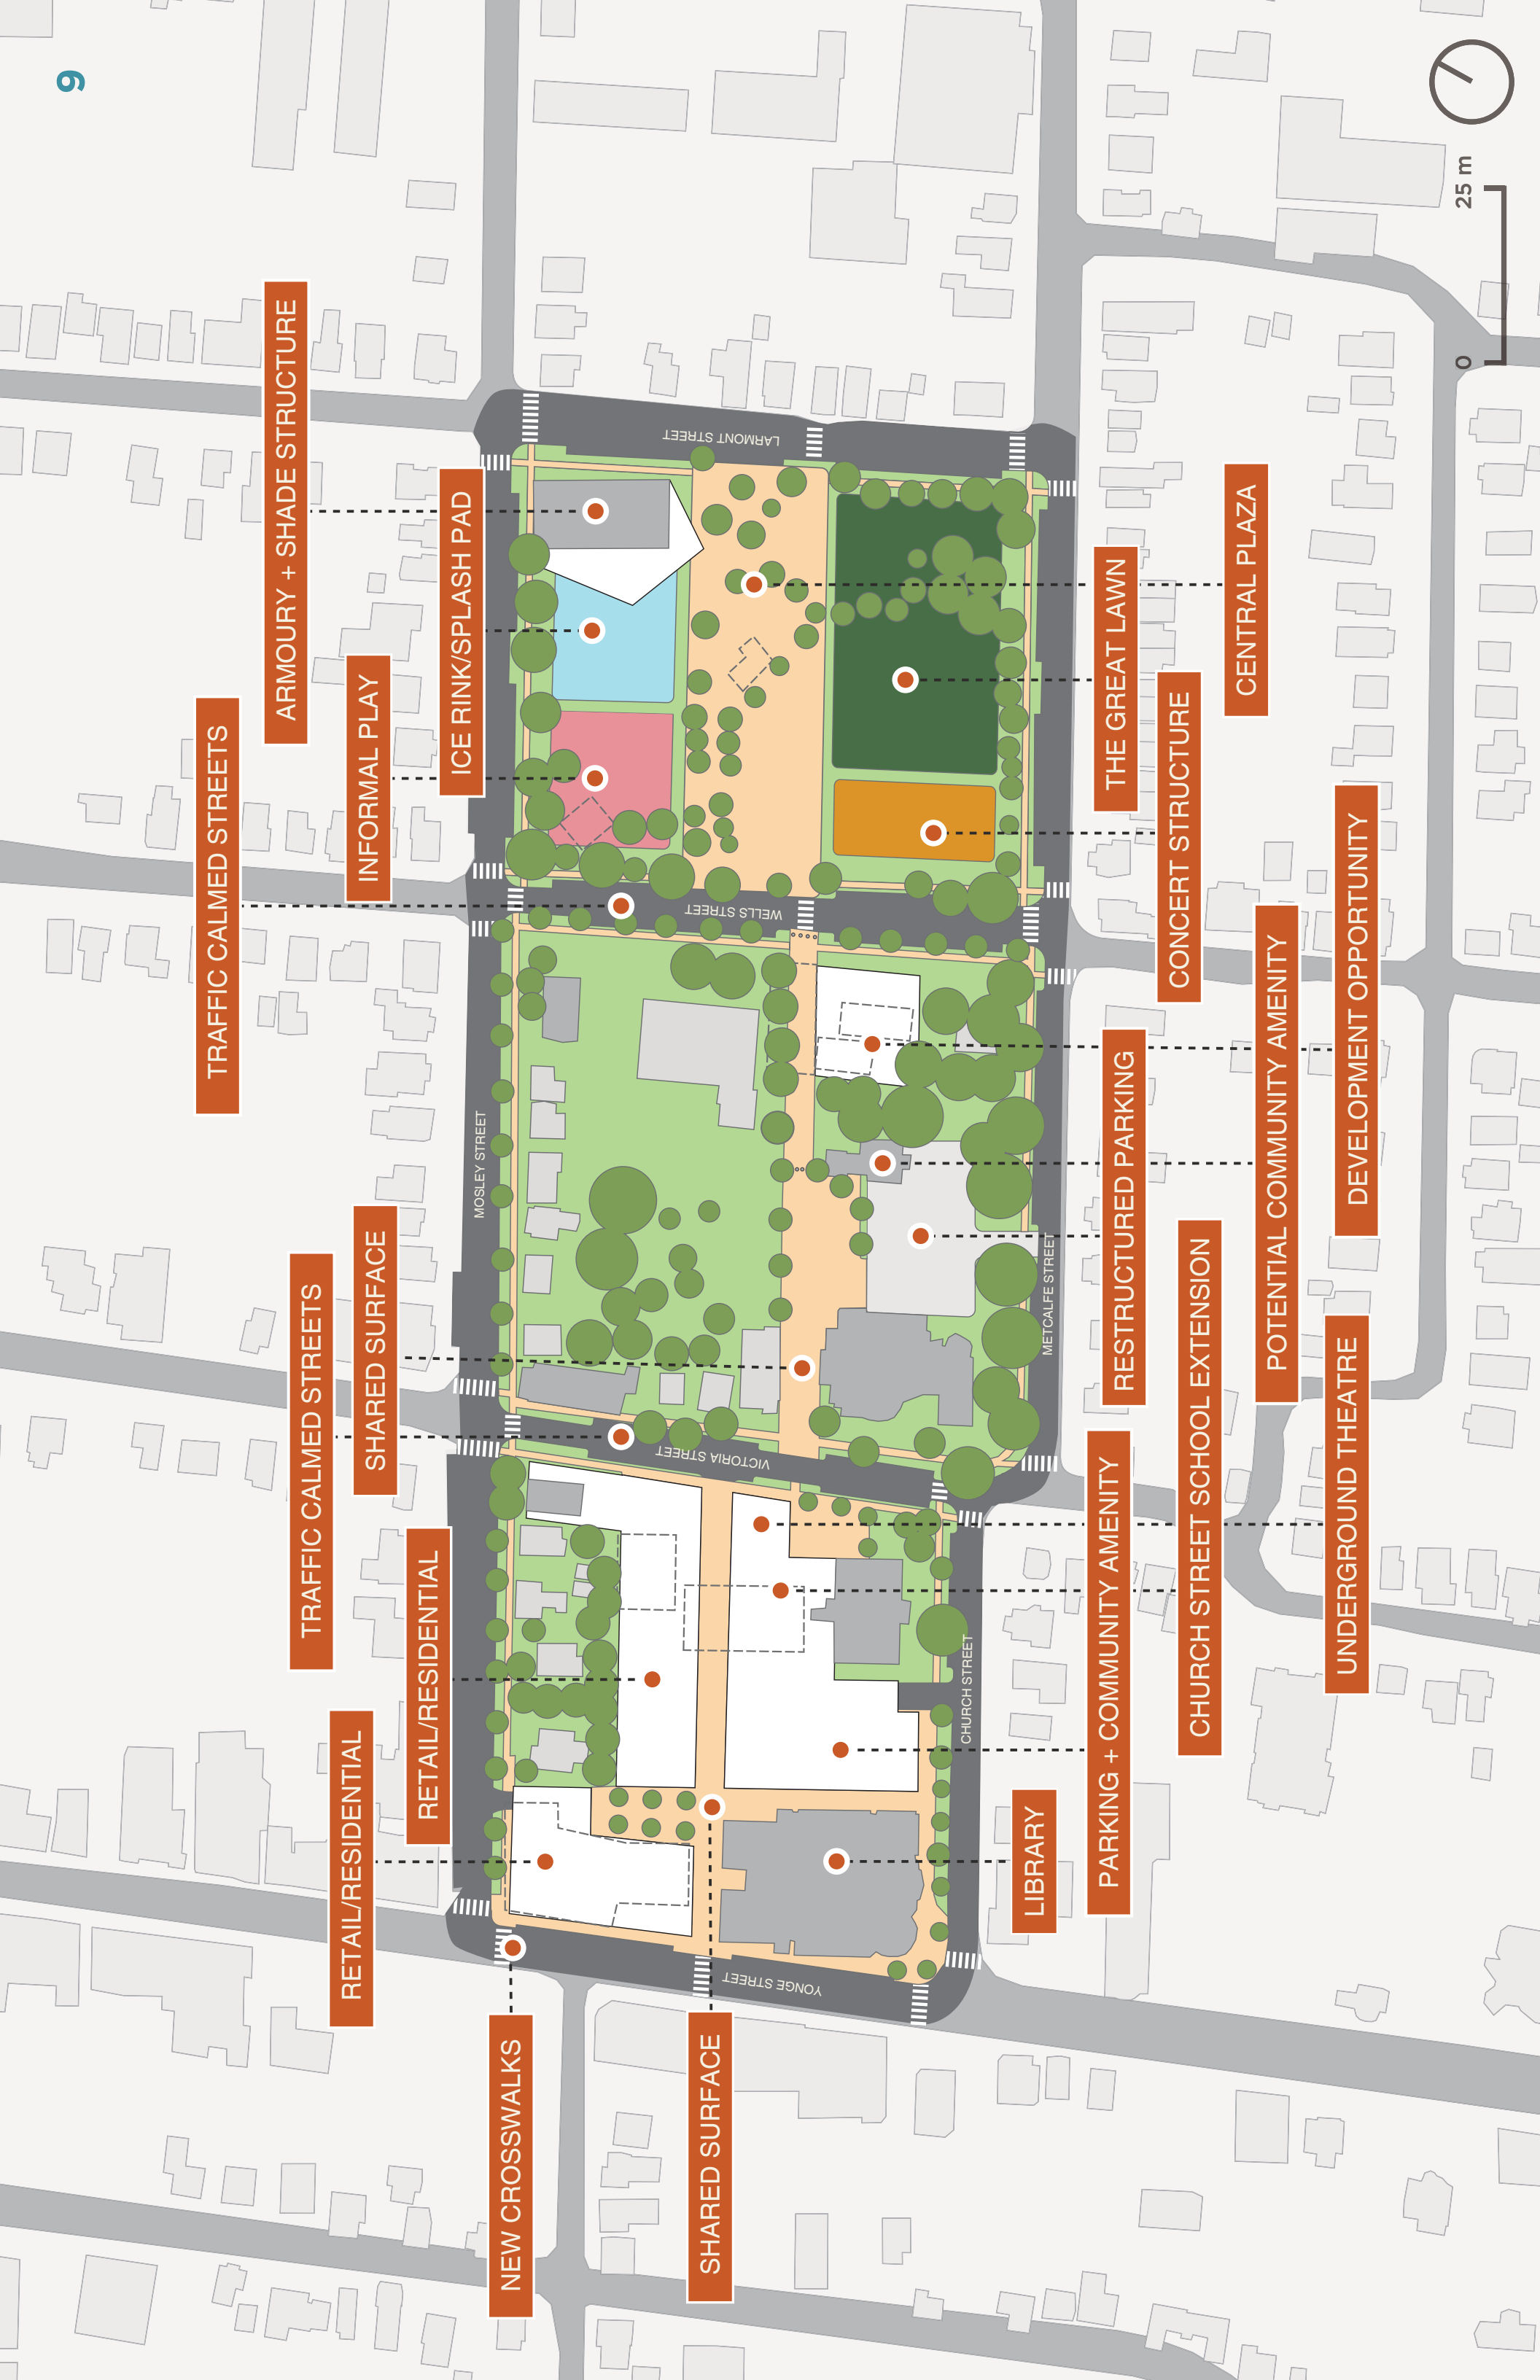 9
TRAFFIC CALMED STREETS
ARMOURY + SHADE STRUCTURE
TRAFFIC CALMED STREETS
RETAIL/RESIDENTIAL
INFORMAL PLAY
SHARED SURFACE
RETAIL/RESIDENTIAL
ICE RINK/SPLASH PAD
MOSLEY STREET
NEW CROSSWALKS
SHARED SURFACE
YONGE STREET
VICTORIA STREET
WELLS STREET
LARMONT STREET
CHURCH STREET
METCALFE STREET
LIBRARY
PARKING + COMMUNITY AMENITY
RESTRUCTURED PARKING
THE GREAT LAWN
CHURCH STREET SCHOOL EXTENSION
CONCERT STRUCTURE
CENTRAL PLAZA
POTENTIAL COMMUNITY AMENITY
UNDERGROUND THEATRE
DEVELOPMENT OPPORTUNITY
0 25 m